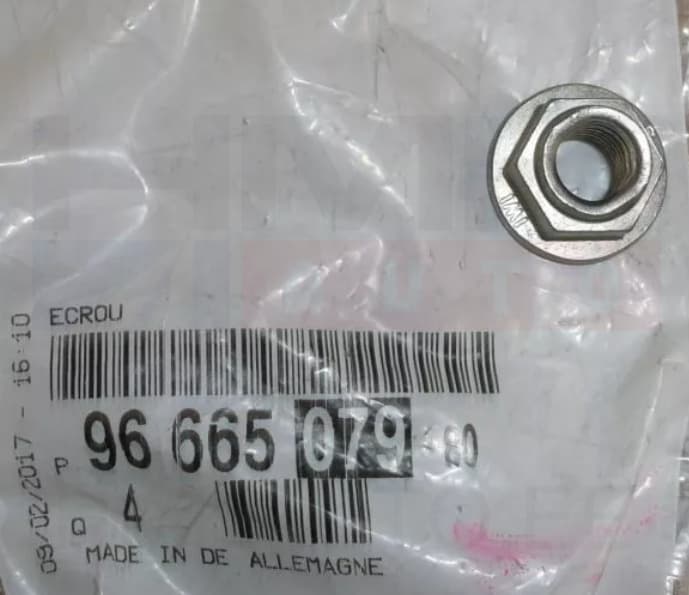 ECROU
P 96 665 079 80
Q 4
MADE IN DE ALLEMAGNE
09/02/2017 - 16:10